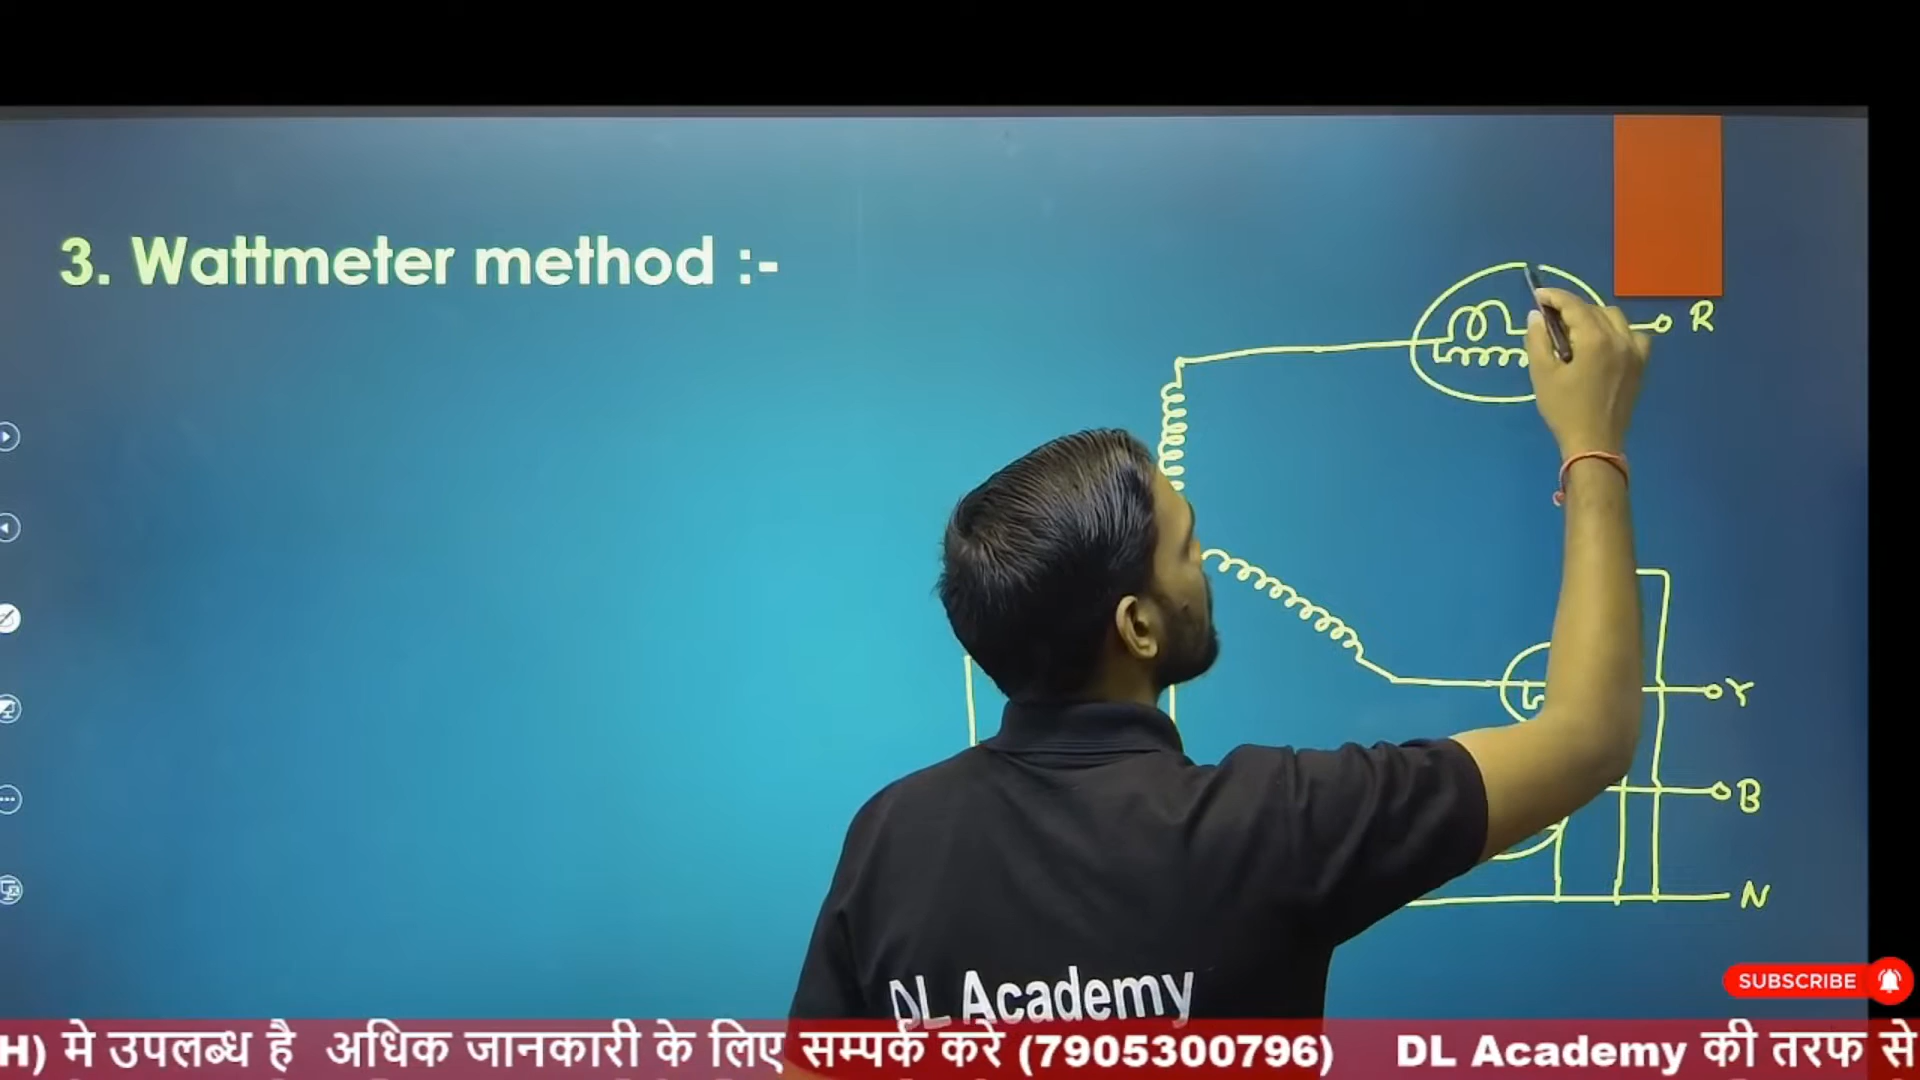 3. Wattmeter method :-
R
Y
B
N
DL Academy
SUBSCRIBE
H) मे उपलब्ध है अधिक जानकारी के लिए सम्पर्क करे (7905300796) DL Academy की तरफ से